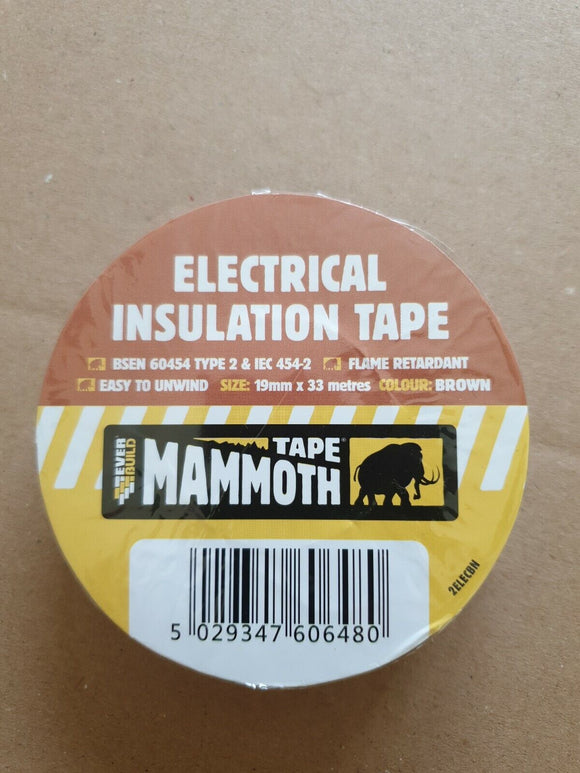 ELECTRICAL
INSULATION TAPE
BSEN 60454 TYPE 2 & IEC 454-2 FLAME RETARDANT
EASY TO UNWIND SIZE: 19mm x 33 metres COLOUR: BROWN
EVER
BUILD
TAPE®
MAMMOTH
5 029347 606480
2ELECBN